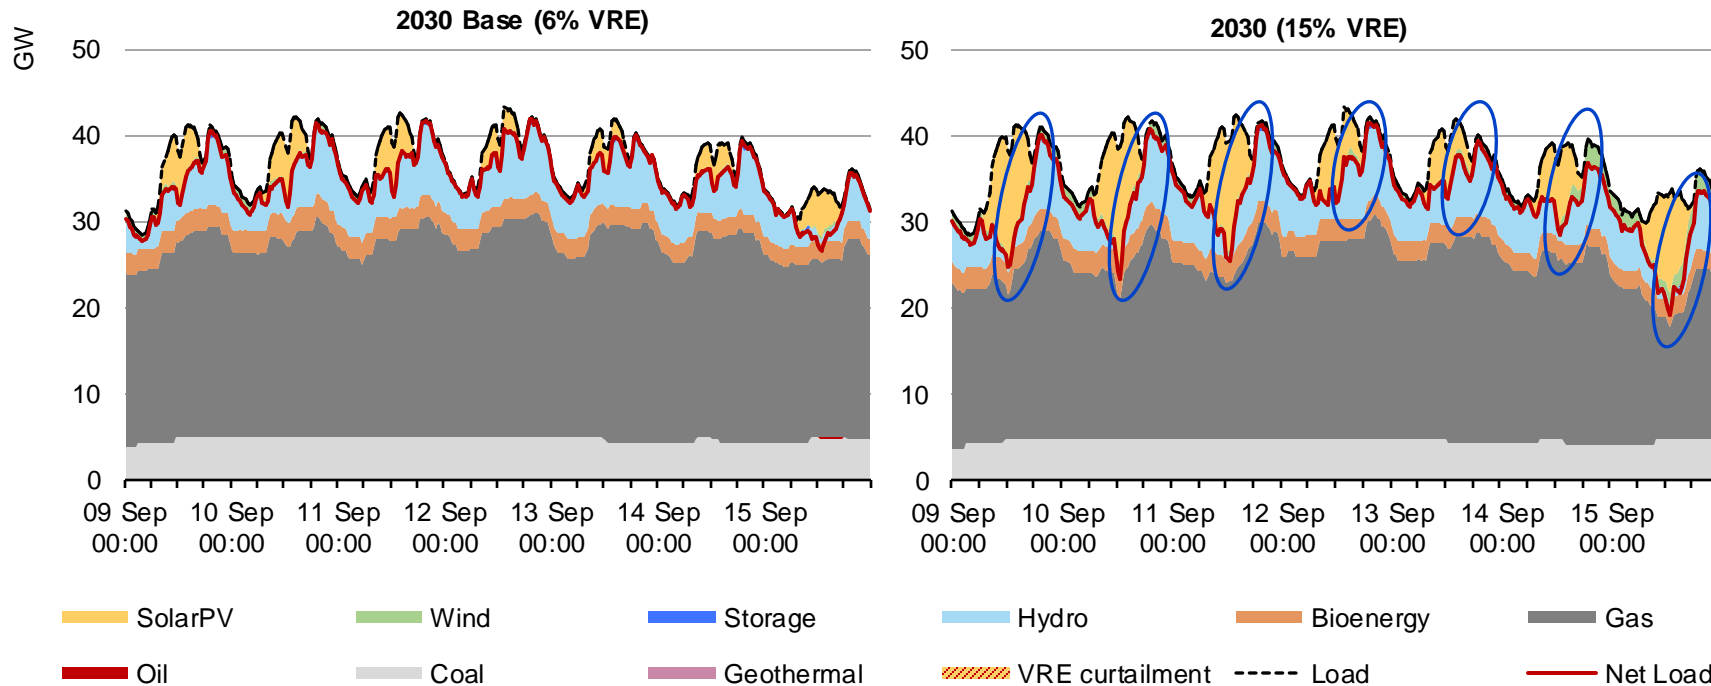 2030 Base (6% VRE)
2030 (15% VRE)
GW
50
40
30
20
10
0
09 Sep 00:00
10 Sep 00:00
11 Sep 00:00
12 Sep 00:00
13 Sep 00:00
14 Sep 00:00
15 Sep 00:00
50
40
30
20
10
0
09 Sep 00:00
10 Sep 00:00
11 Sep 00:00
12 Sep 00:00
13 Sep 00:00
14 Sep 00:00
15 Sep 00:00
SolarPV
Wind
Storage
Hydro
Bioenergy
Gas
Oil
Coal
Geothermal
VRE curtailment
Load
Net Load